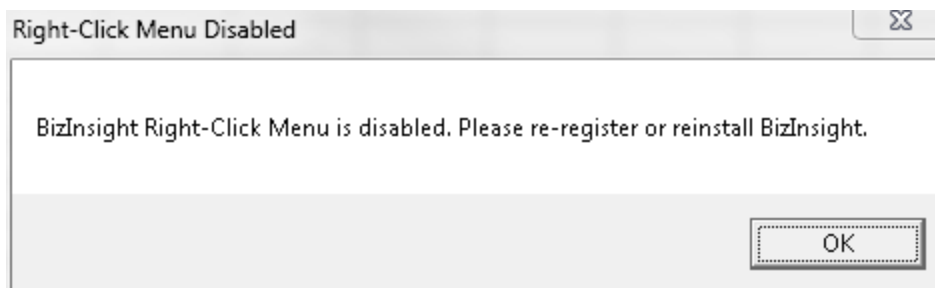 Right-Click Menu Disabled
BizInsight Right-Click Menu is disabled. Please re-register or reinstall BizInsight.
OK